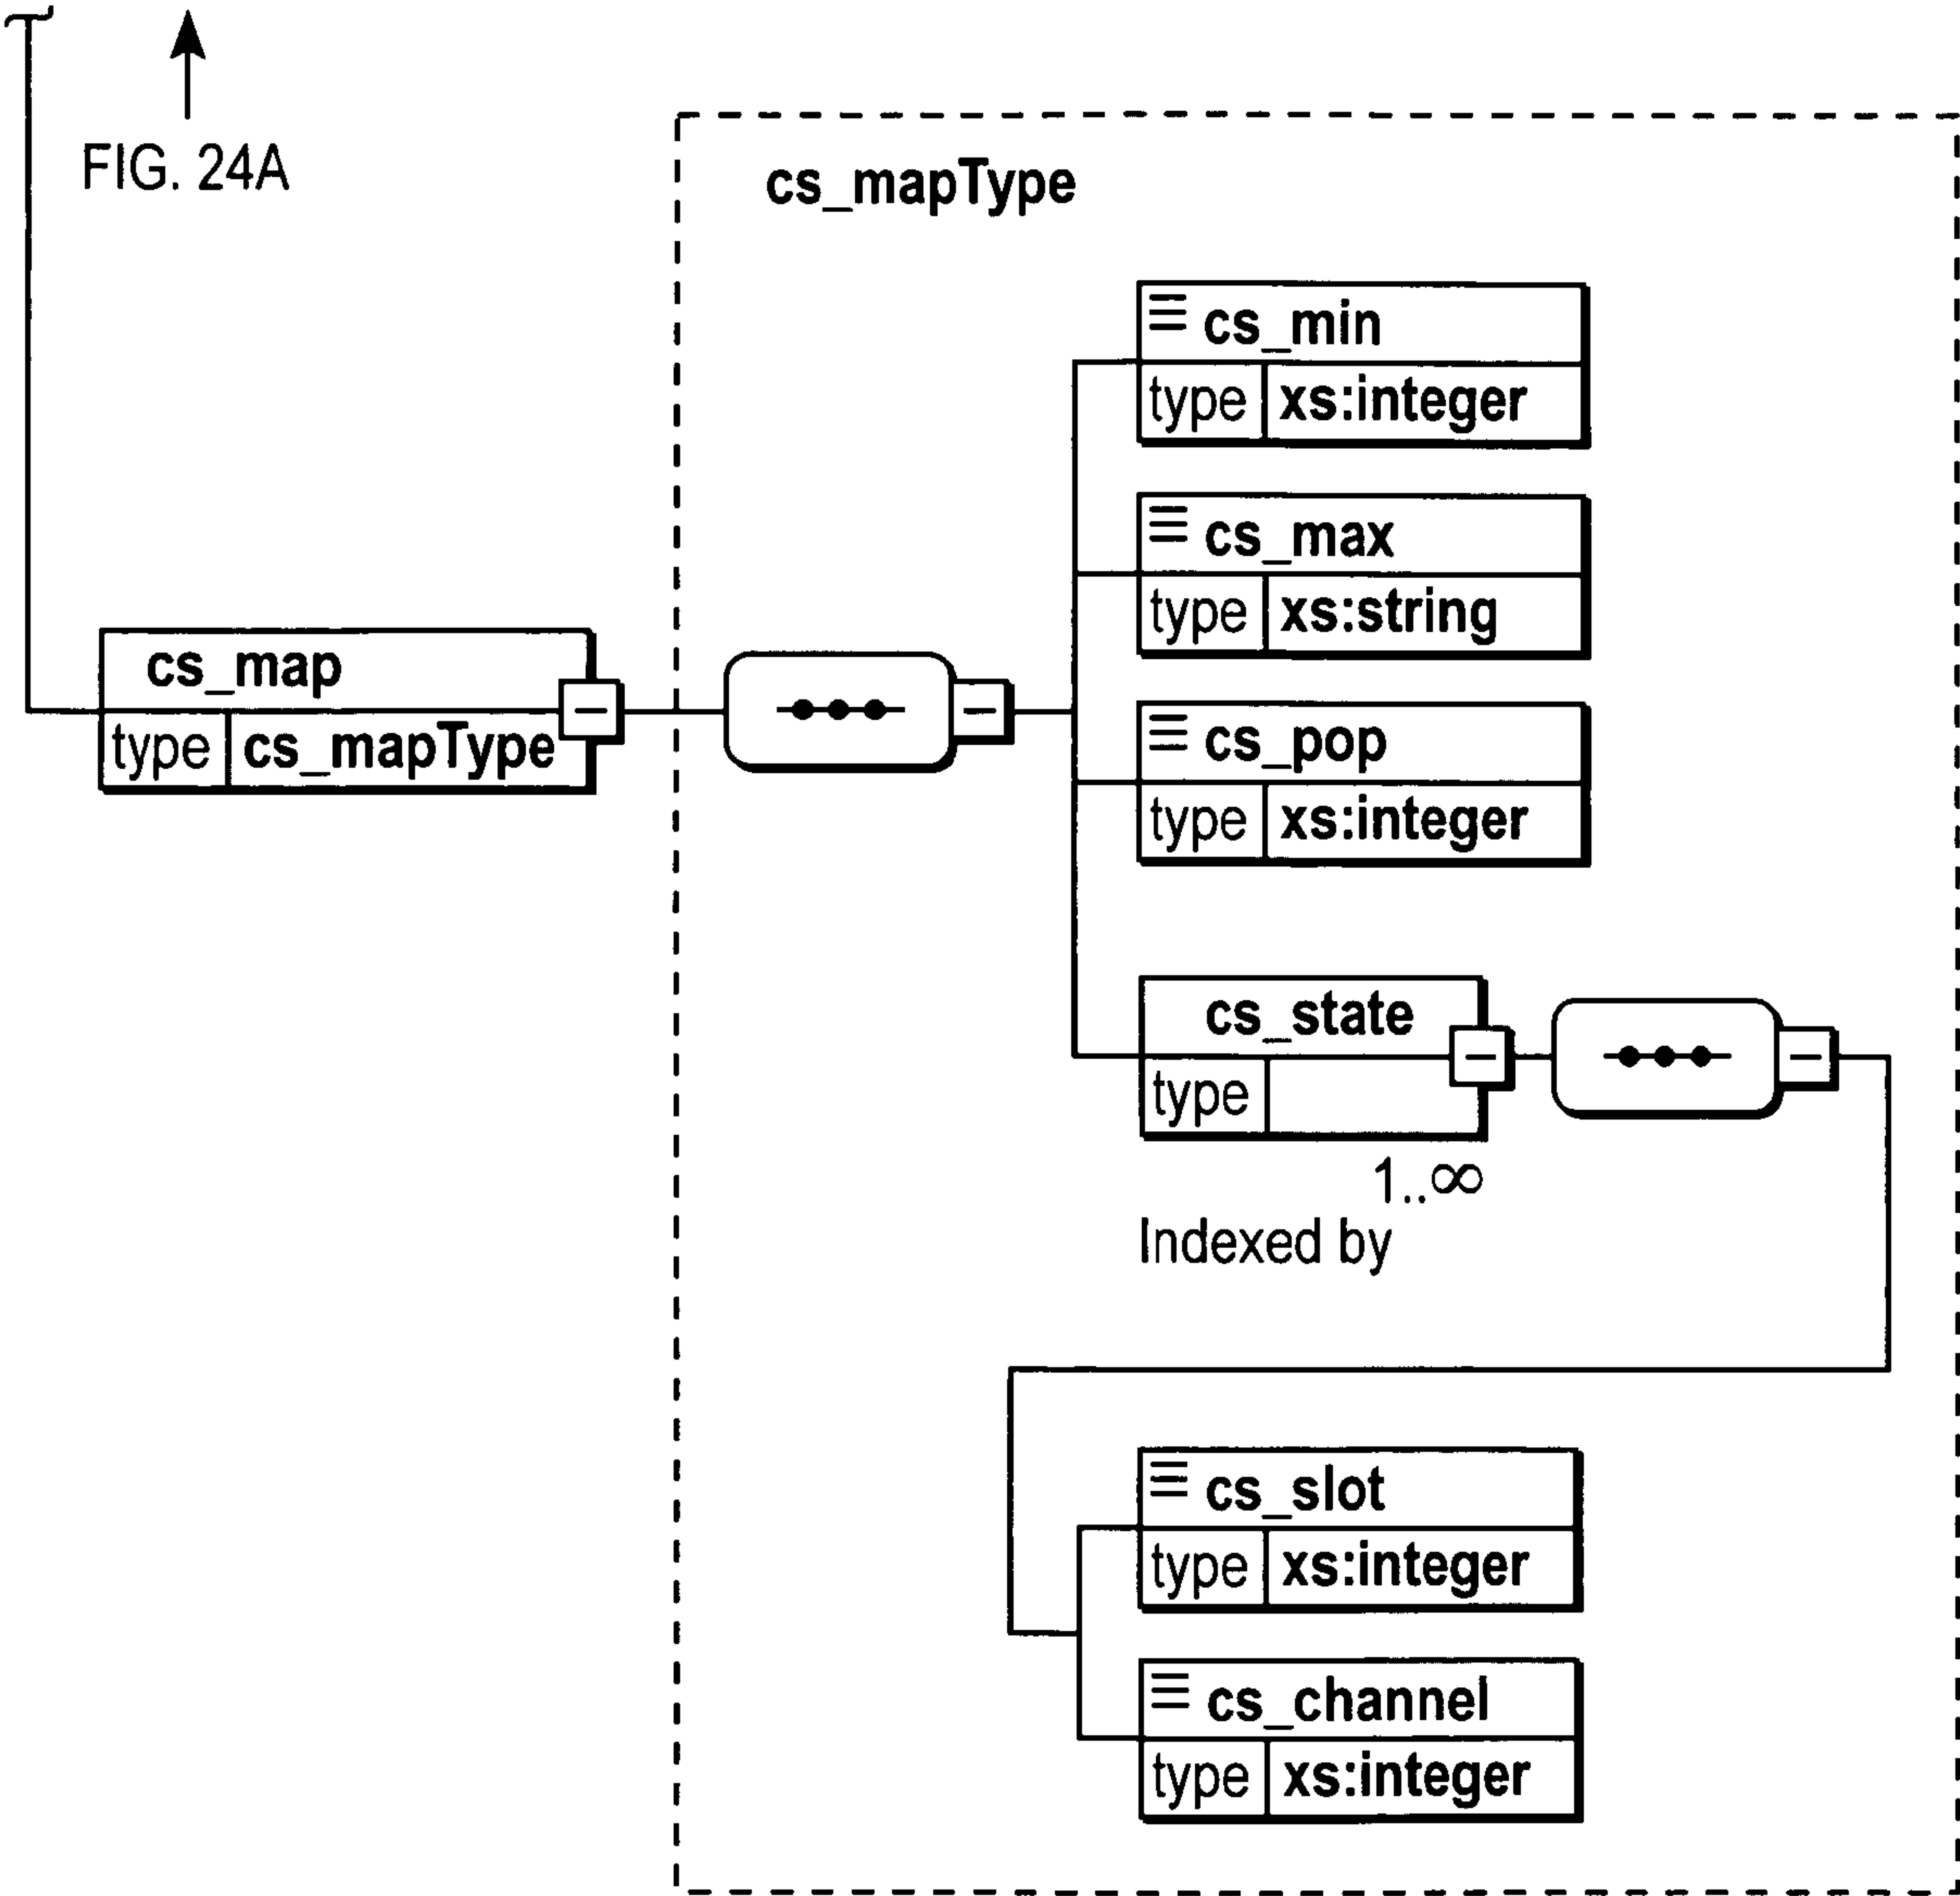 FIG. 24A
cs_mapType
cs_min
type xs:integer
cs_max
type xs:string
cs_map
type cs_mapType
cs_pop
type xs:integer
cs_state
type
1..∞
Indexed by
cs_slot
type xs:integer
cs_channel
type xs:integer